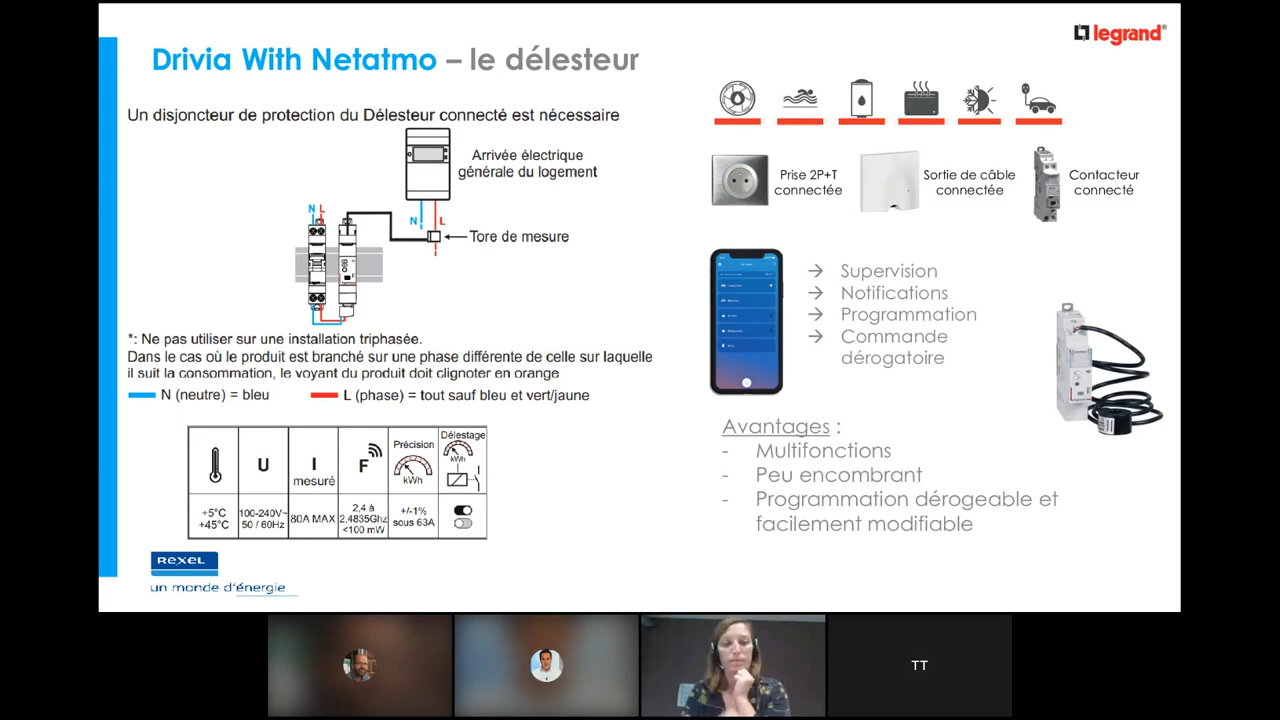 Drivia With Netatmo – le délesteur
legrand®
Un disjoncteur de protection du Délesteur connecté est nécessaire
Arrivée électrique
générale du logement
N L
N L
Tore de mesure
*: Ne pas utiliser sur une installation triphasée.
Dans le cas où le produit est branché sur une phase différente de celle sur laquelle
il suit la consommation, le voyant du produit doit clignoter en orange
N (neutre) = bleu
L (phase) = tout sauf bleu et vert/jaune
U
I
mesuré
F
Précision
kWh
Délestage
kWh
+5°C
+45°C
100-240V~
50 / 60Hz
80A MAX
2,4 à
2,4835Ghz
<100 mW
+/-1%
sous 63A
Prise 2P+T
connectée
Sortie de câble
connectée
Contacteur
connecté
→ Supervision
→ Notifications
→ Programmation
→ Commande
dérogatoire
Avantages :
- Multifonctions
- Peu encombrant
- Programmation dérogeable et
facilement modifiable
REXEL
un monde d'énergie
TT